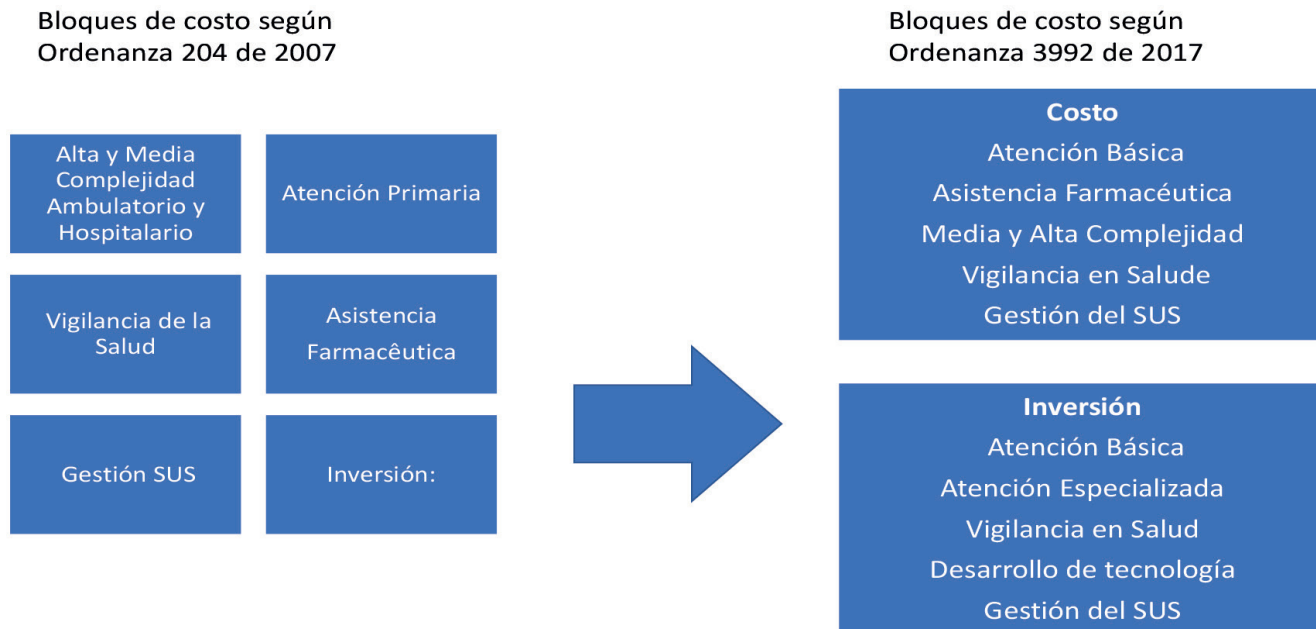 Bloques de costo según
Ordenanza 204 de 2007
Alta y Media
Complejidad
Ambulatorio y
Hospitalario
Atención Primaria
Vigilancia de la
Salud
Asistencia
Farmacêutica
Gestión SUS
Inversión:
Bloques de costo según
Ordenanza 3992 de 2017
Costo
Atención Básica
Asistencia Farmacéutica
Media y Alta Complejidad
Vigilancia en Salude
Gestión del SUS
Inversión
Atención Básica
Atención Especializada
Vigilancia en Salud
Desarrollo de tecnología
Gestión del SUS